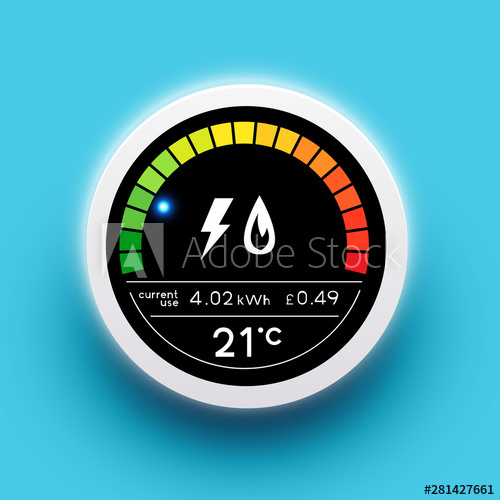 Adobe Stock
current use 4.02 kWh £0.49
21°C
#281427661